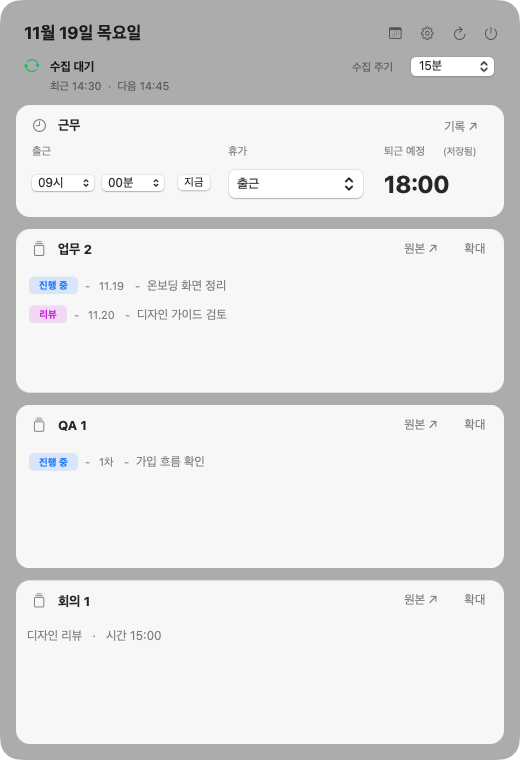 11월 19일 목요일
수집 대기
수집 주기 15분
최근 14:30 · 다음 14:45
근무
기록 ↗
출근 휴가 퇴근 예정 (저장됨)
09시 00분 지금 출근 18:00
업무 2 원본 ↗ 확대
진행 중 - 11.19 - 온보딩 화면 정리
리뷰 - 11.20 - 디자인 가이드 검토
QA 1 원본 ↗ 확대
진행 중 - 1차 - 가입 흐름 확인
회의 1 원본 ↗ 확대
디자인 리뷰 · 시간 15:00